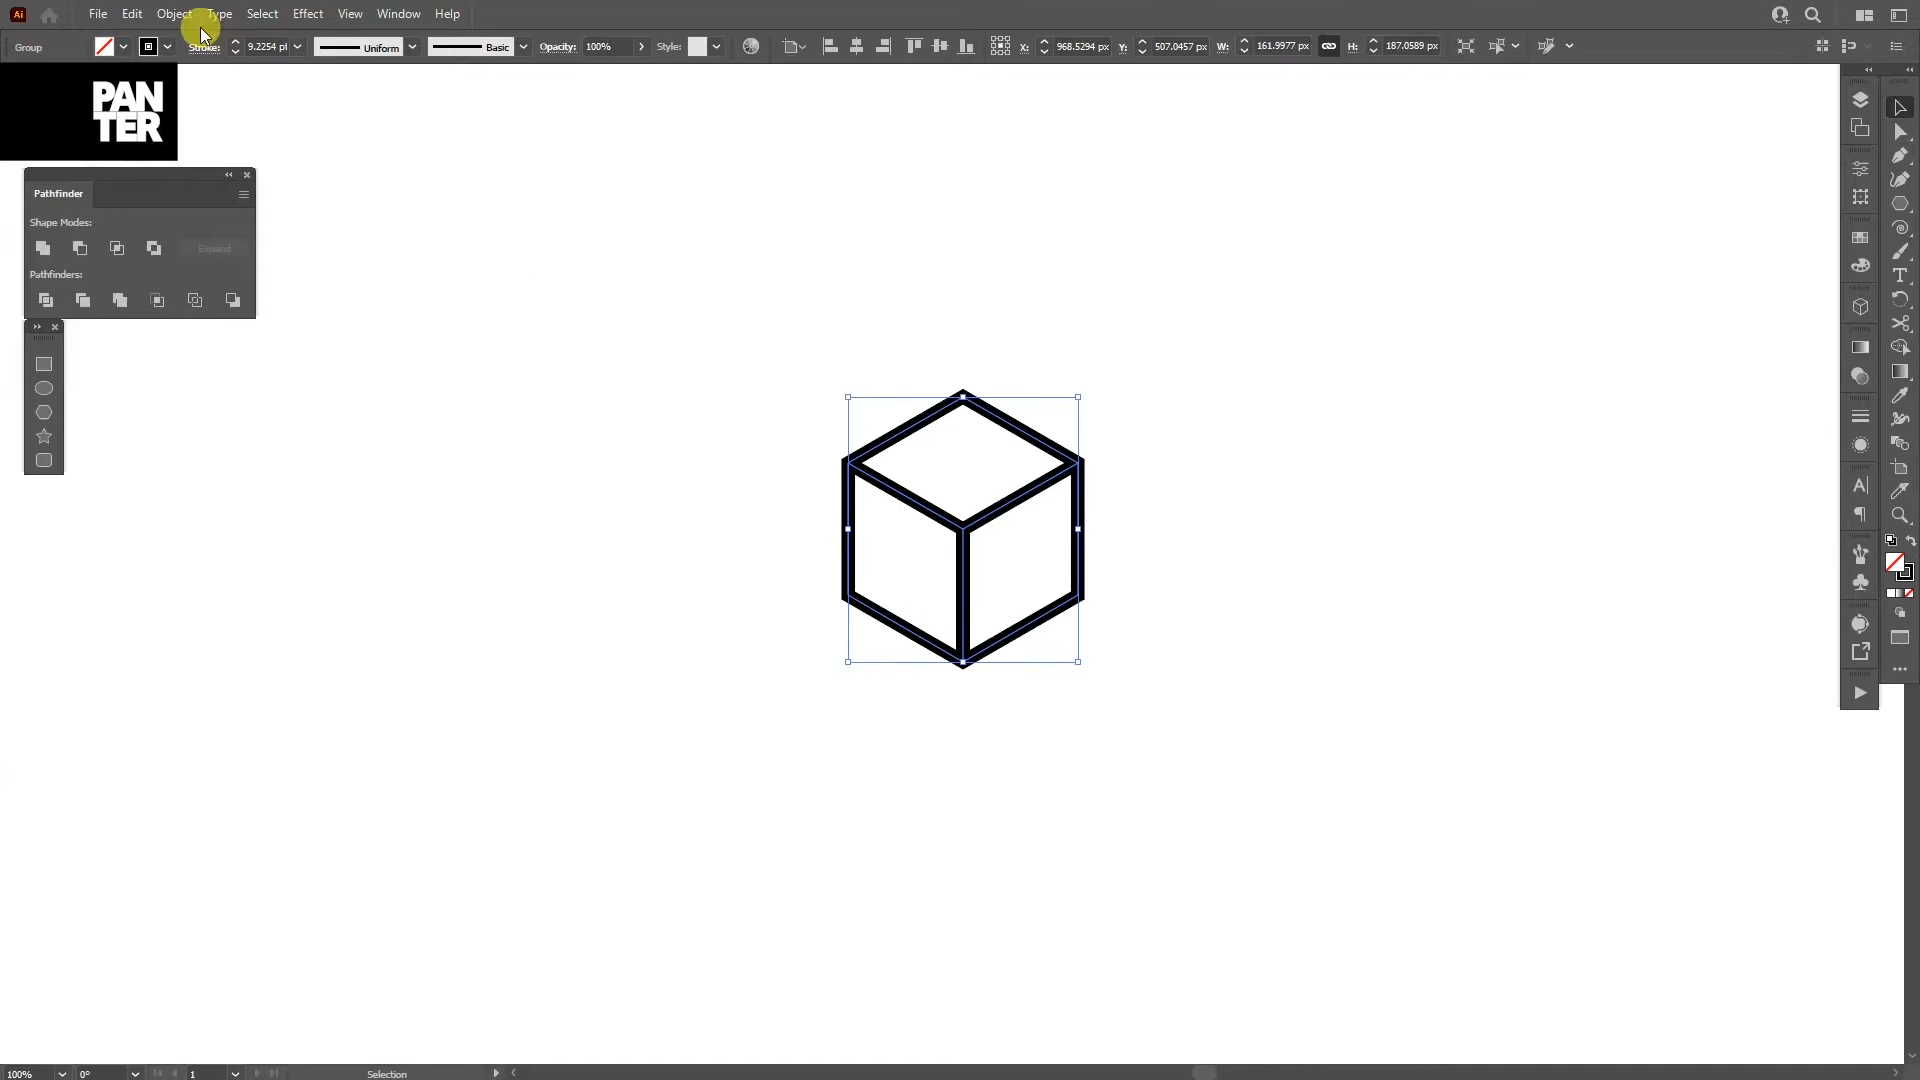 Ai File Edit Object Type Select Effect View Window Help
Group Stroke: 9.2254 pt Uniform Basic Opacity: 100% Style: X: 968.5294 px Y: 507.0457 px W: 161.9977 px H: 187.0589 px
PAN
TER
Pathfinder
Shape Modes:
Expand
Pathfinders:
100% 0° 1 Selection